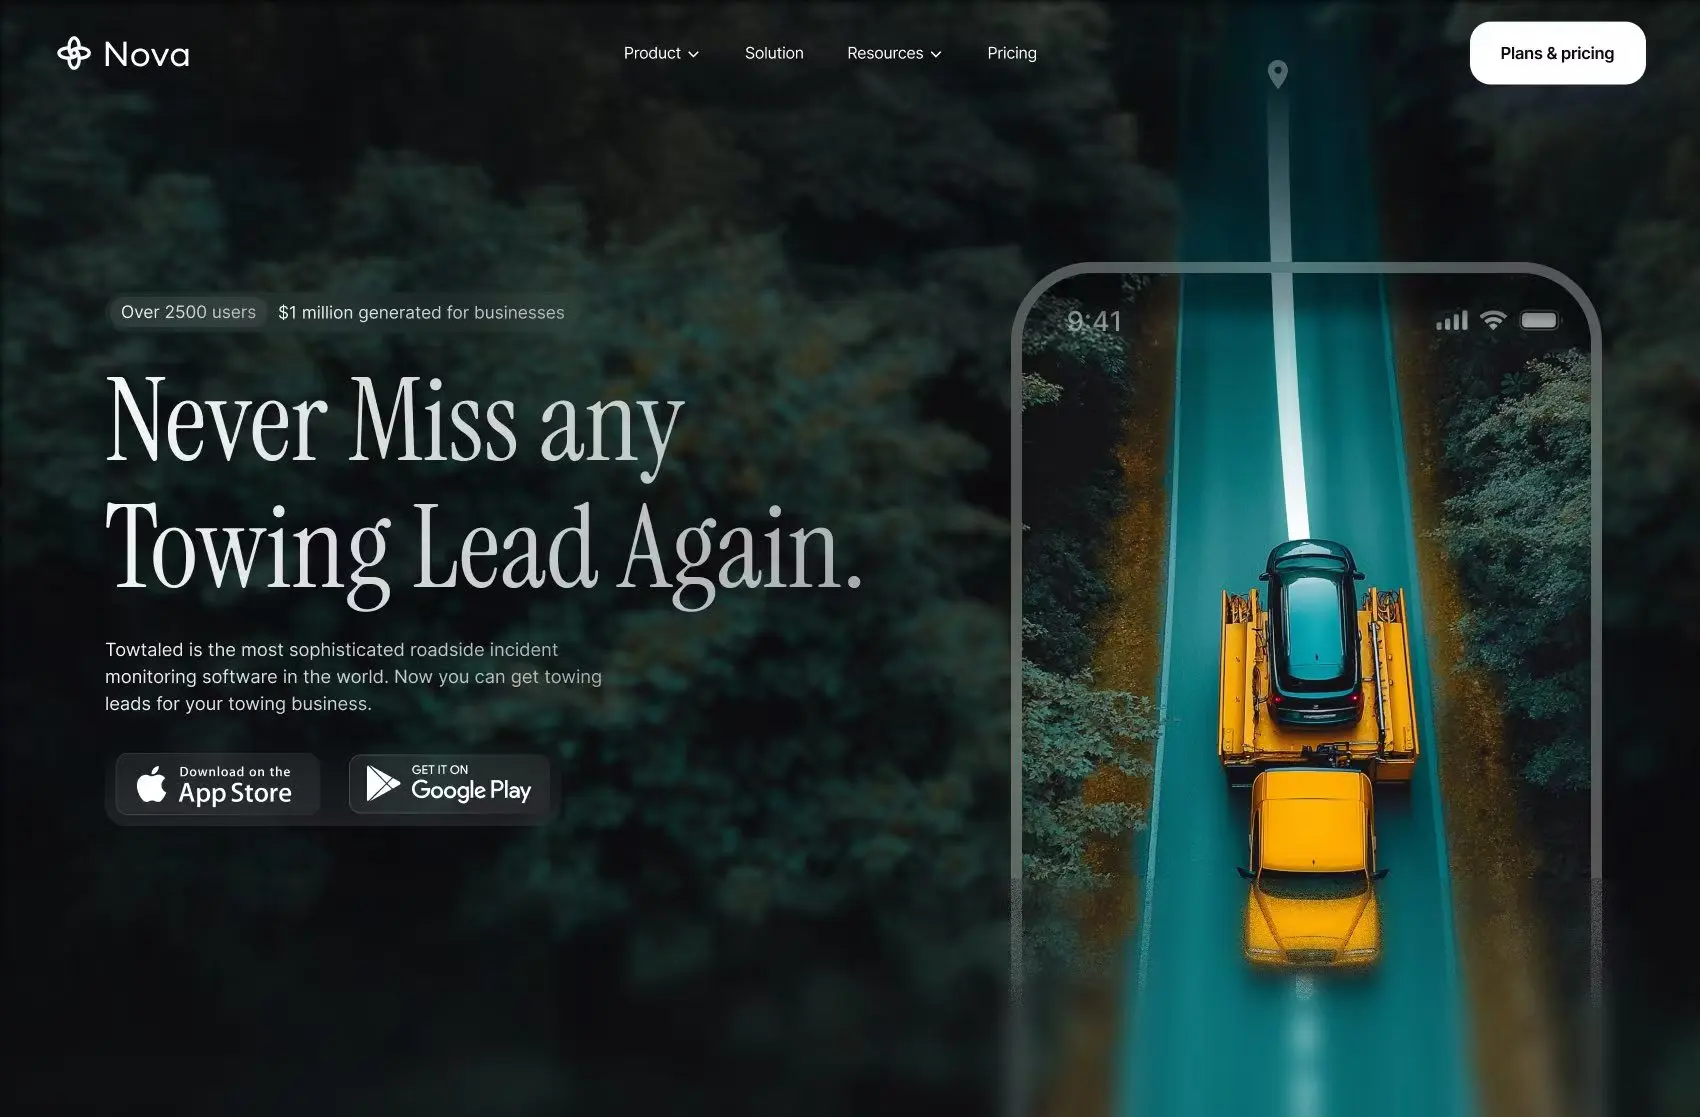 Nova
Product
Solution
Resources
Pricing
Plans & pricing
Over 2500 users
$1 million generated for businesses
Never Miss any
Towing Lead Again.
Towtaled is the most sophisticated roadside incident
monitoring software in the world. Now you can get towing
leads for your towing business.
Download on the
App Store
GET IT ON
Google Play
9:41